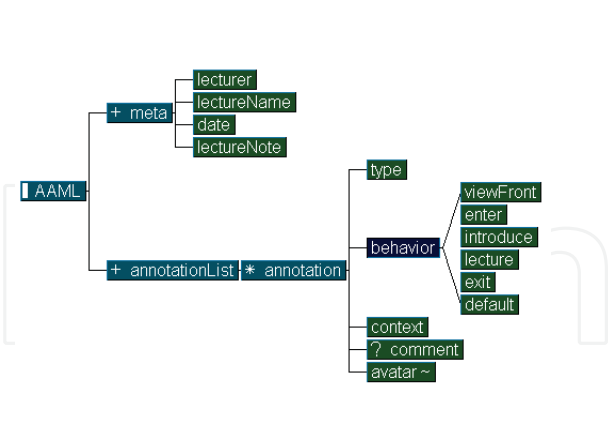 AAML
+ meta
lecturer
lectureName
date
lectureNote
+ annotationList
* annotation
type
behavior
viewFront
enter
introduce
lecture
exit
default
context
? comment
avatar ~